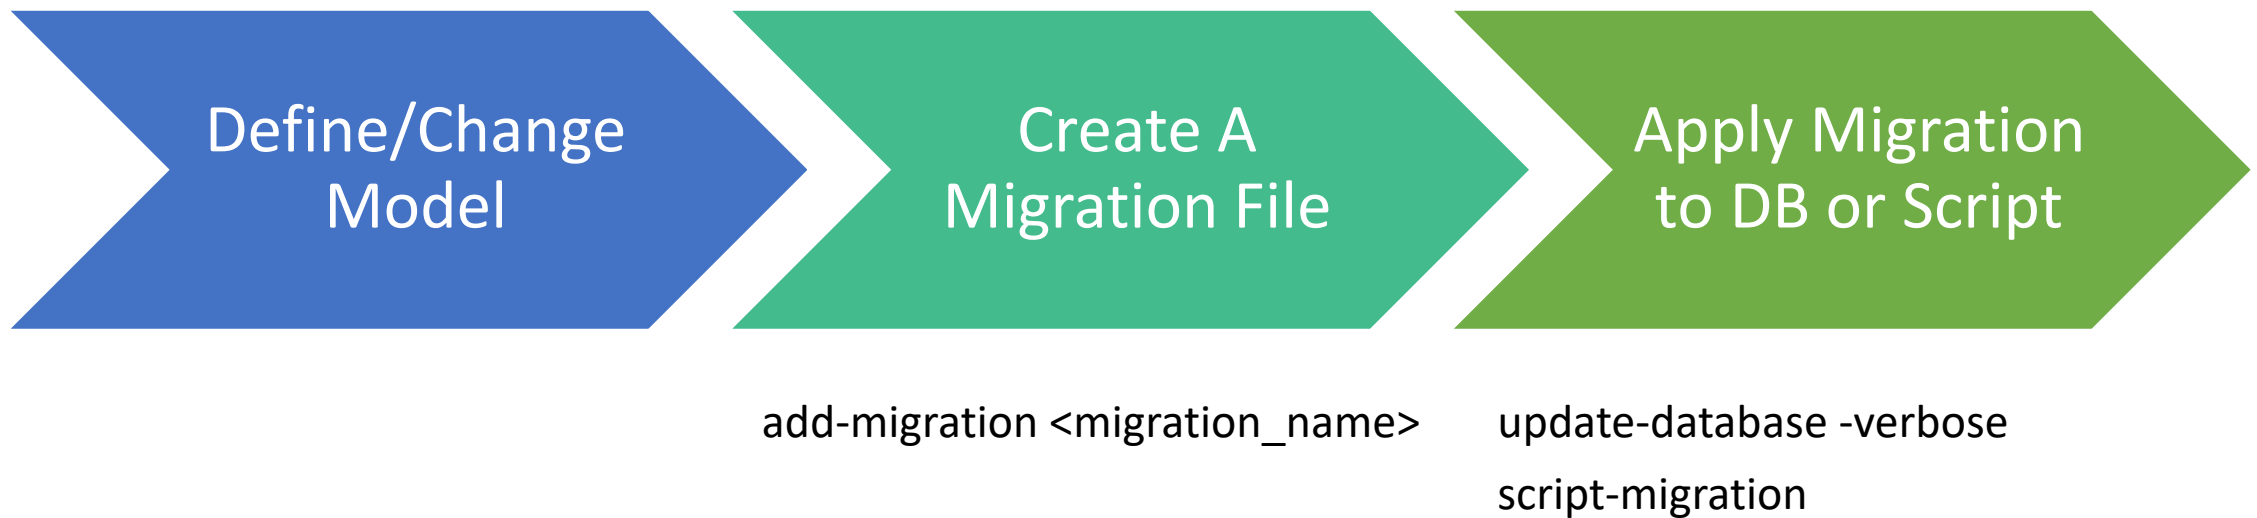 Define/Change
Model
Create A
Migration File
Apply Migration
to DB or Script
add-migration <migration_name>
update-database -verbose
script-migration